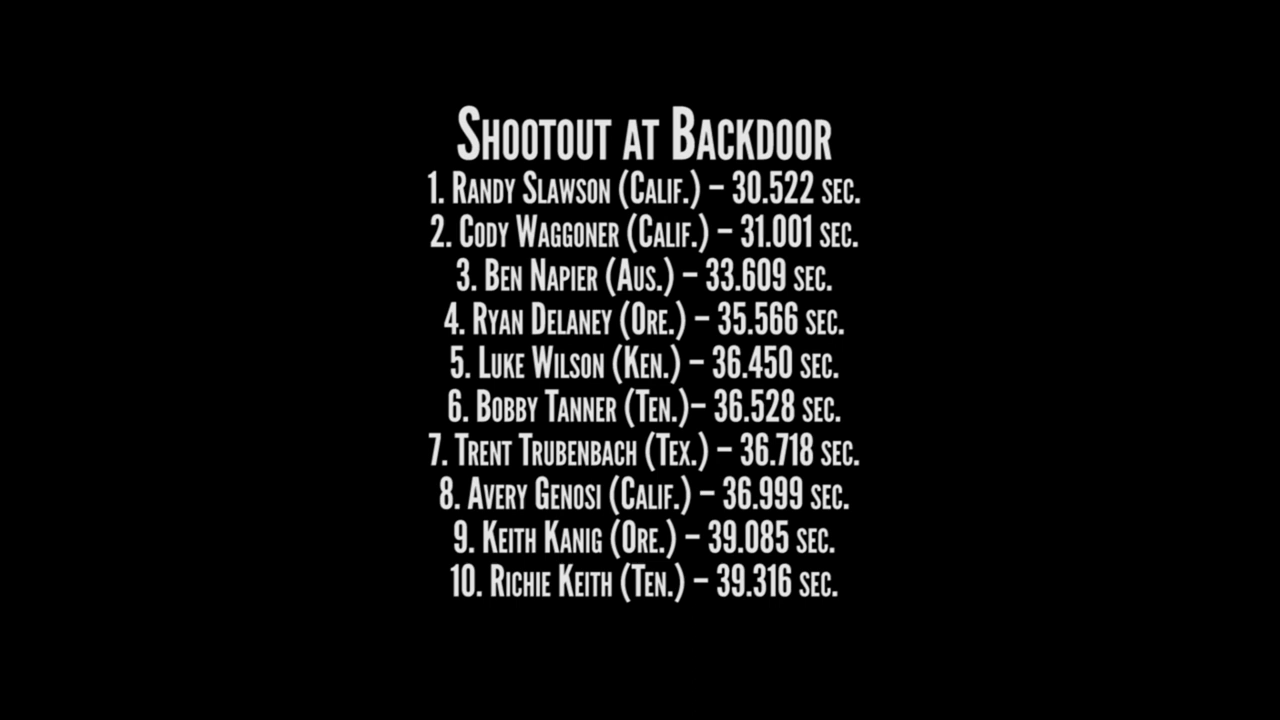 Shootout at Backdoor
1. Randy Slawson (Calif.) – 30.522 sec.
2. Cody Waggoner (Calif.) – 31.001 sec.
3. Ben Napier (Aus.) – 33.609 sec.
4. Ryan Delaney (Ore.) – 35.566 sec.
5. Luke Wilson (Ken.) – 36.450 sec.
6. Bobby Tanner (Ten.)– 36.528 sec.
7. Trent Trubenbach (Tex.) – 36.718 sec.
8. Avery Genosi (Calif.) – 36.999 sec.
9. Keith Kanig (Ore.) – 39.085 sec.
10. Richie Keith (Ten.) – 39.316 sec.